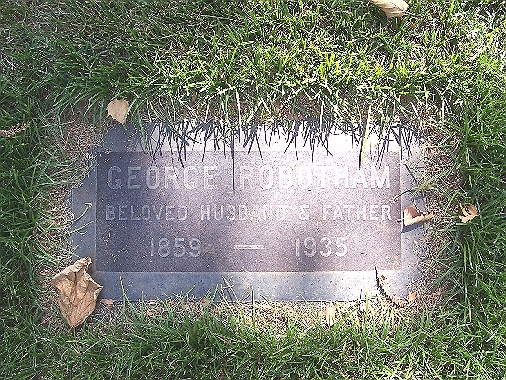 GEORGE ROBOTHAM
BELOVED HUSBAND & FATHER
1859 — 1935